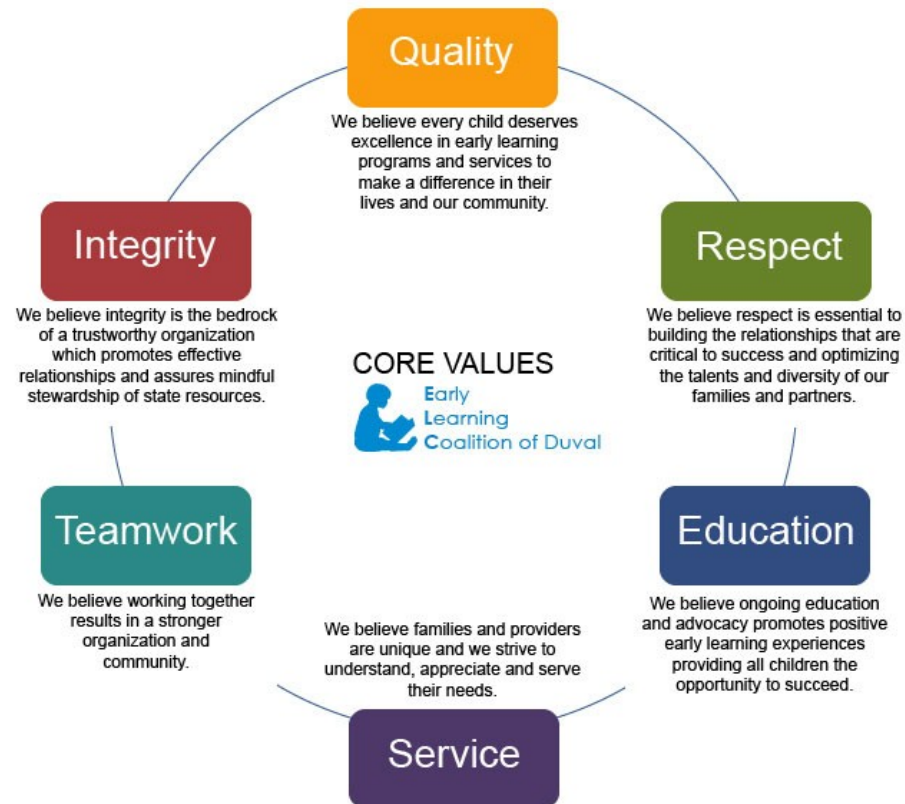 Quality
We believe every child deserves
excellence in early learning
programs and services to
make a difference in their
lives and our community.
Integrity
We believe integrity is the bedrock
of a trustworthy organization
which promotes effective
relationships and assures mindful
stewardship of state resources.
Respect
We believe respect is essential to
building the relationships that are
critical to success and optimizing
the talents and diversity of our
families and partners.
CORE VALUES
Early
Learning
Coalition of Duval
Teamwork
We believe working together
results in a stronger
organization and
community.
Education
We believe ongoing education
and advocacy promotes positive
early learning experiences
providing all children the
opportunity to succeed.
We believe families and providers
are unique and we strive to
understand, appreciate and serve
their needs.
Service